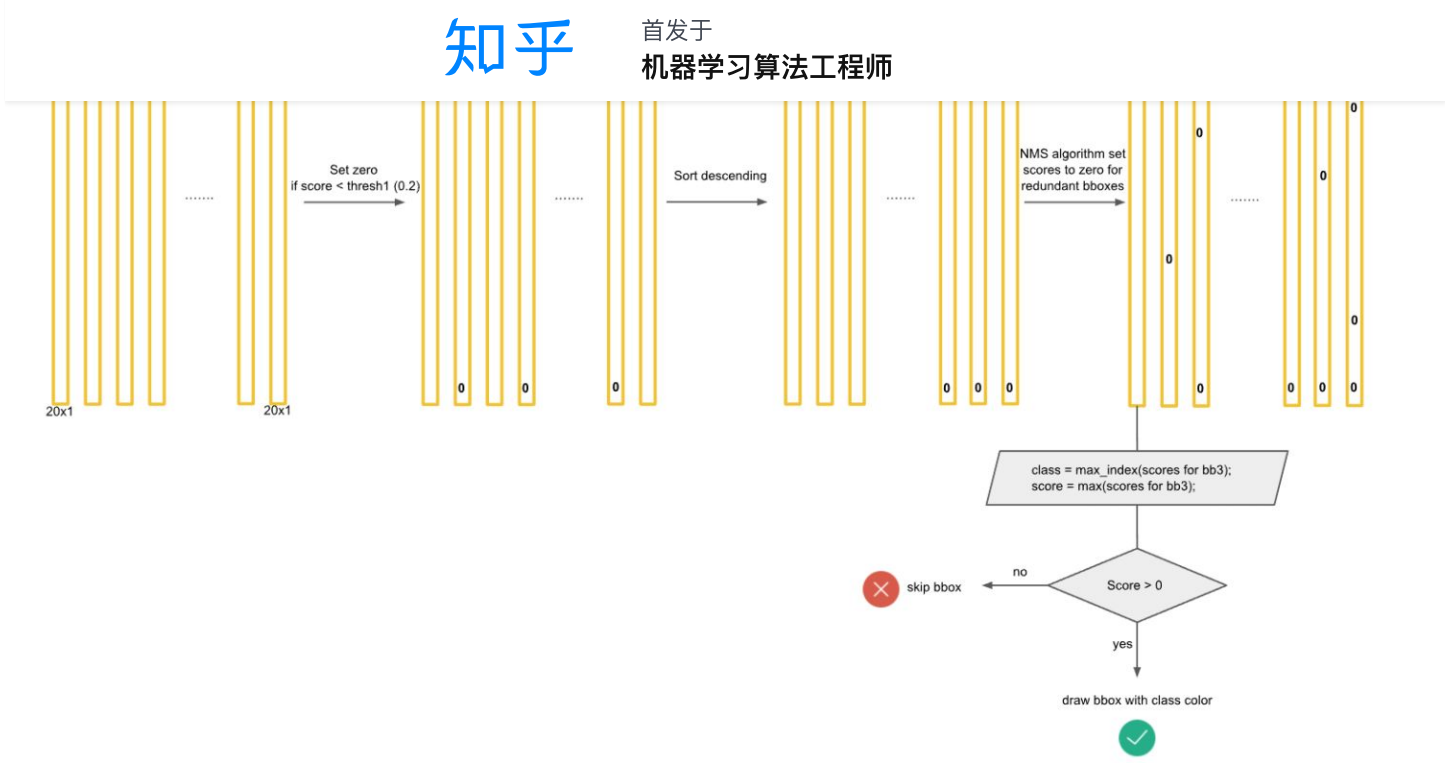 知乎
首发于
机器学习算法工程师
0
0
Set zero
if score < thresh1 (0.2)
Sort descending
NMS algorithm set
scores to zero for
redundant bboxes
0
.......
.......
.......
.......
0
0
0 0 0 0 0 0 0 0 0 0
20x1 20x1
class = max_index(scores for bb3);
score = max(scores for bb3);
no
skip bbox
Score > 0
yes
draw bbox with class color